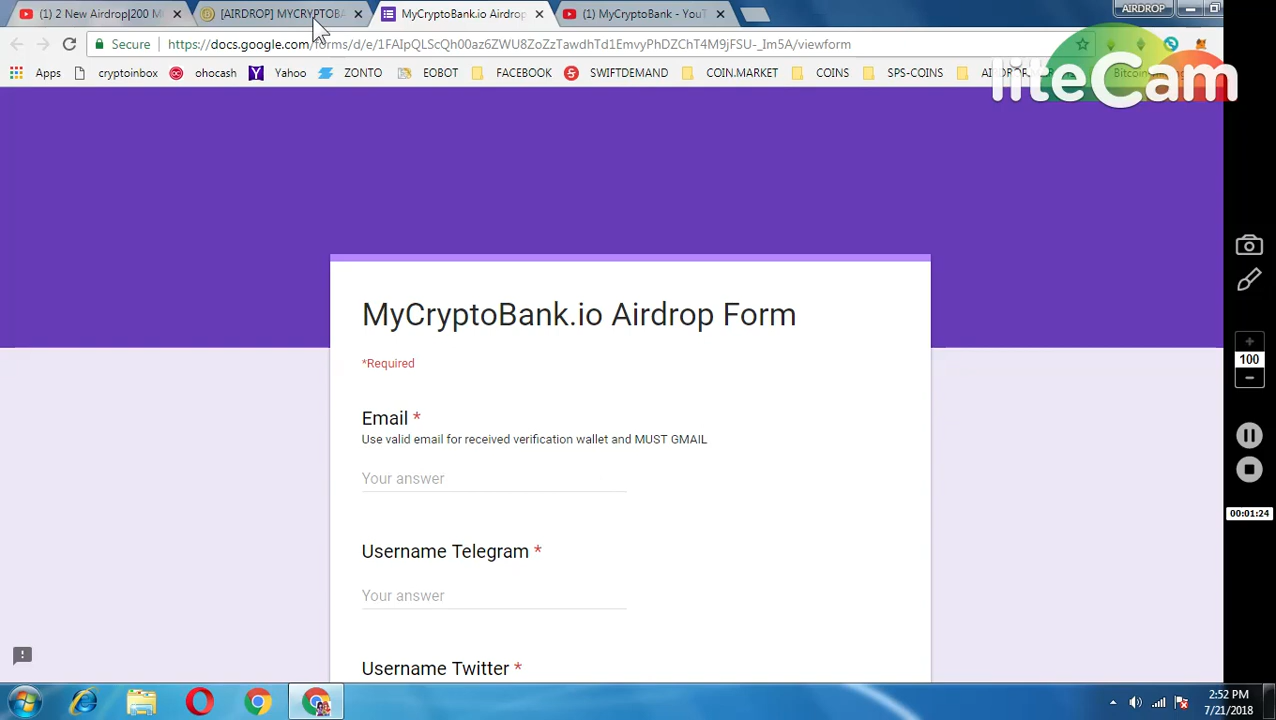 (1) 2 New Airdrop|200 M
[AIRDROP] MYCRYPTOBA
MyCryptoBank.io Airdrop
(1) MyCryptoBank - YouT
AIRDROP
Secure
https://docs.google.com/forms/d/e/1FAIpQLScQh00az6ZWU8ZoZzTawdhTd1EmvyPhDZChT4M9jFSU-_Im5A/viewform
Apps
cryptoinbox
ohocash
Yahoo
EOBOT
FACEBOOK
SWIFTDEMAND
COIN.MARKET
COINS
SPS-COINS
liteCam
MyCryptoBank.io Airdrop Form
*Required
Email *
Use valid email for received verification wallet and MUST GMAIL
Your answer
Username Telegram *
Your answer
Username Twitter *
100
00:01:24
2:52 PM
7/21/2018